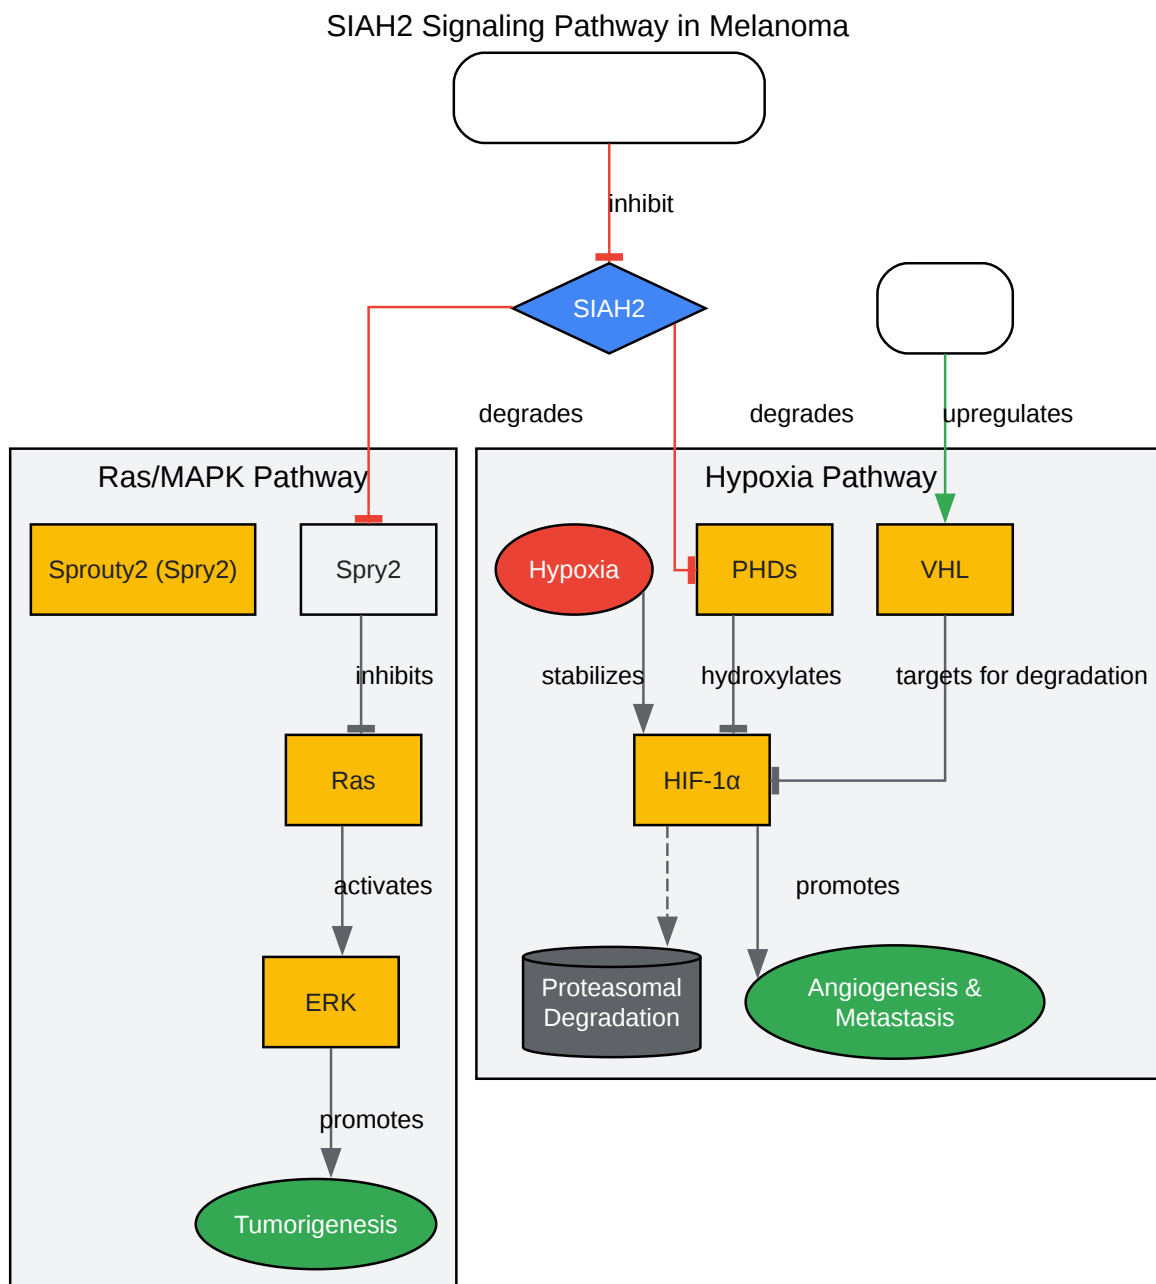 SIAH2 Signaling Pathway in Melanoma
inhibit
SIAH2
degrades
degrades
upregulates
Ras/MAPK Pathway
Hypoxia Pathway
Sprouty2 (Spry2)
Spry2
Hypoxia
PHDs
VHL
inhibits
stabilizes
hydroxylates
targets for degradation
Ras
HIF-1α
activates
promotes
ERK
Proteasomal
Degradation
Angiogenesis &
Metastasis
promotes
Tumorigenesis